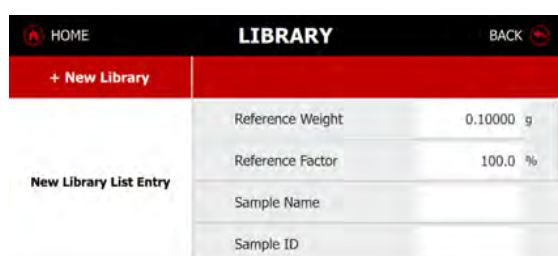 HOME LIBRARY BACK
+ New Library
Reference Weight 0.10000 g
Reference Factor 100.0 %
New Library List Entry
Sample Name
Sample ID